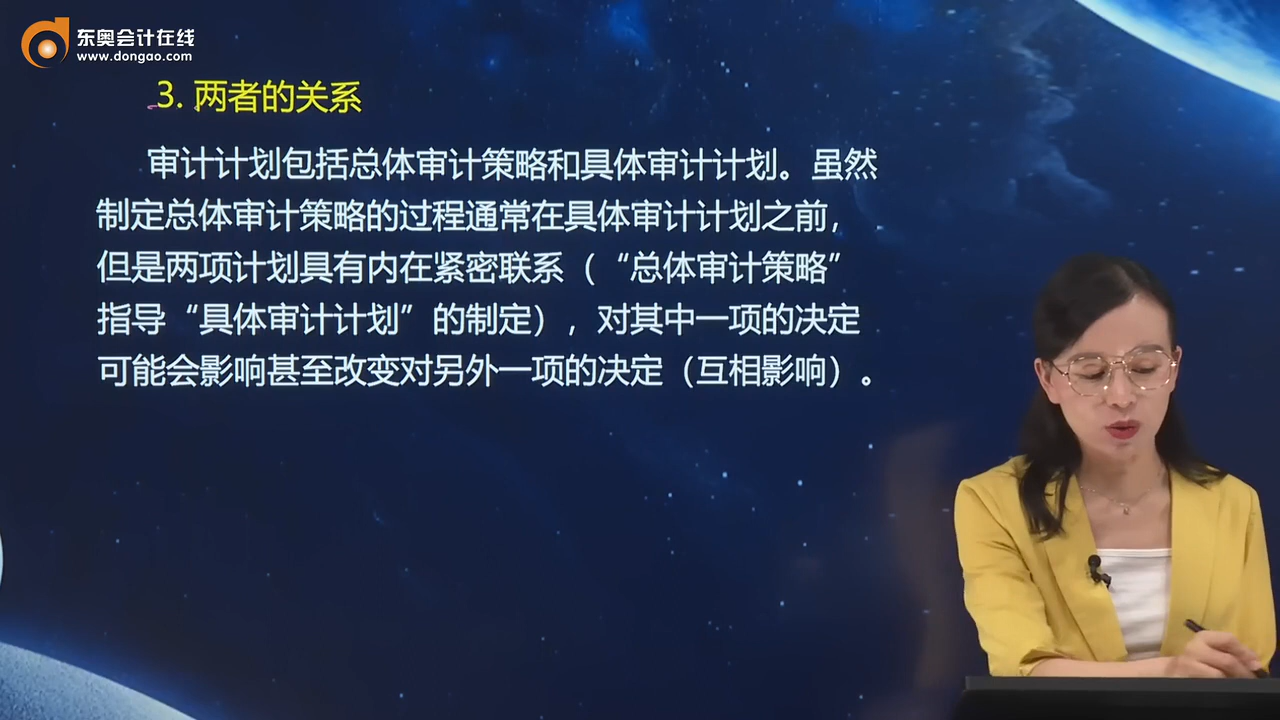 东奥会计在线
www.dongao.com
3. 两者的关系
审计计划包括总体审计策略和具体审计计划。虽然
制定总体审计策略的过程通常在具体审计计划之前，
但是两项计划具有内在紧密联系（“总体审计策略”
指导“具体审计计划”的制定），对其中一项的决定
可能会影响甚至改变对另外一项的决定（互相影响）。